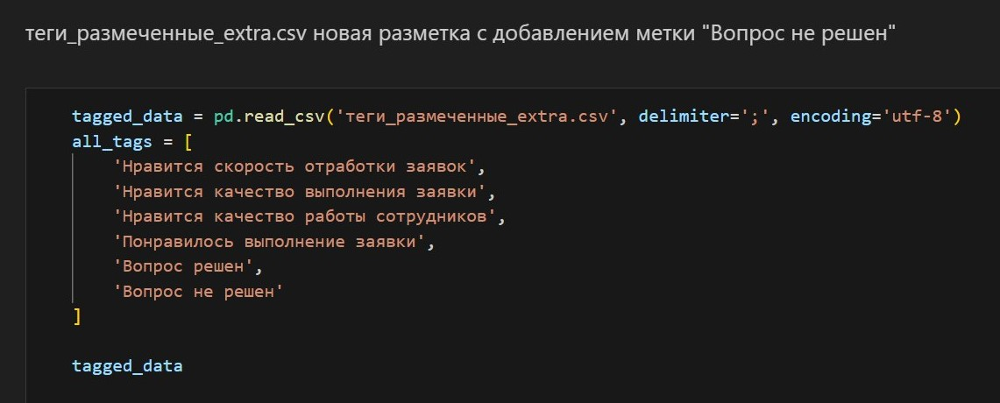 теги_размеченные_extra.csv новая разметка с добавлением метки "Вопрос не решен"
tagged_data = pd.read_csv('теги_размеченные_extra.csv', delimiter=';', encoding='utf-8')
all_tags = [
    'Нравится скорость отработки заявок',
    'Нравится качество выполнения заявки',
    'Нравится качество работы сотрудников',
    'Понравилось выполнение заявки',
    'Вопрос решен',
    'Вопрос не решен'
]
tagged_data